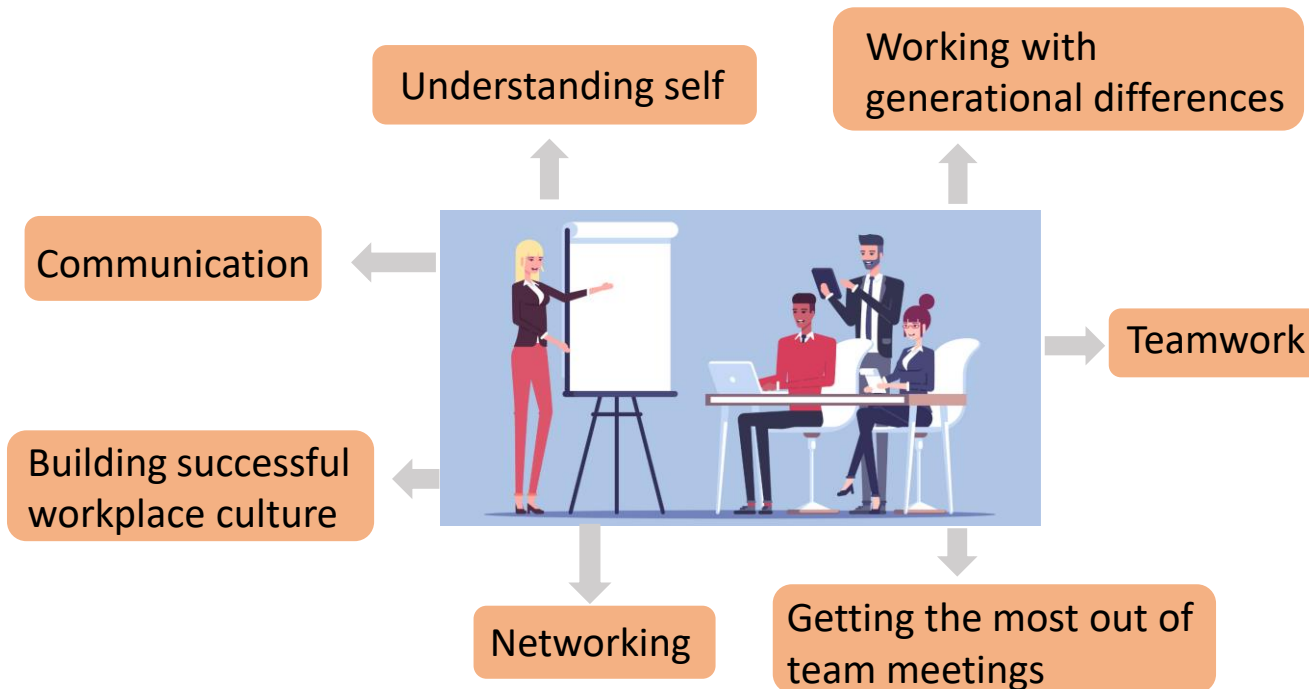 Understanding self
Working with
generational differences
Communication
Teamwork
Building successful
workplace culture
Networking
Getting the most out of
team meetings